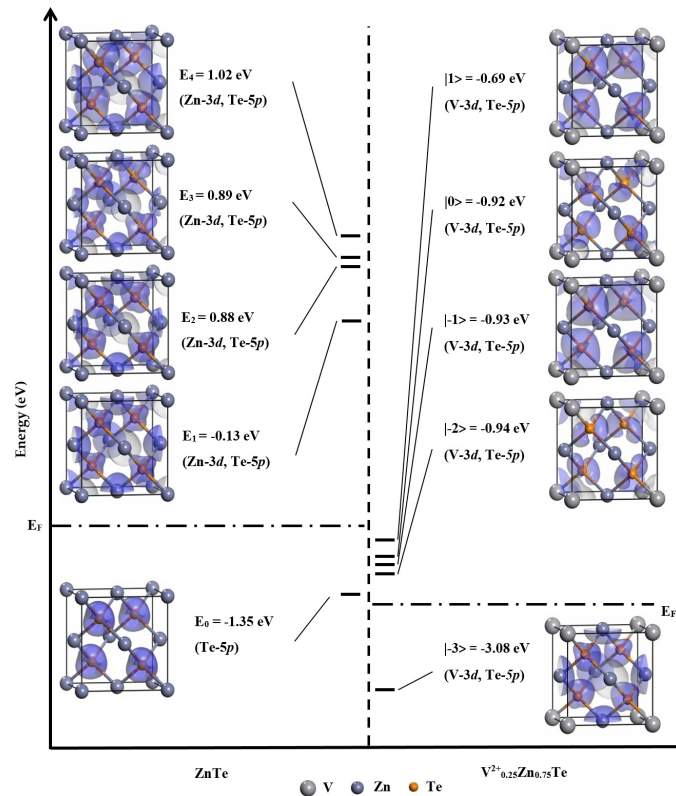 Energy (eV)
E₄ = 1.02 eV
(Zn-3d, Te-5p)
E₃ = 0.89 eV
(Zn-3d, Te-5p)
E₂ = 0.88 eV
(Zn-3d, Te-5p)
E₁ = -0.13 eV
(Zn-3d, Te-5p)
E_F
E₀ = -1.35 eV
(Te-5p)
|1> = -0.69 eV
(V-3d, Te-5p)
|0> = -0.92 eV
(V-3d, Te-5p)
|-1> = -0.93 eV
(V-3d, Te-5p)
|-2> = -0.94 eV
(V-3d, Te-5p)
E_F
|-3> = -3.08 eV
(V-3d, Te-5p)
ZnTe
V²⁺₀.₂₅Zn₀.₇₅Te
V Zn Te